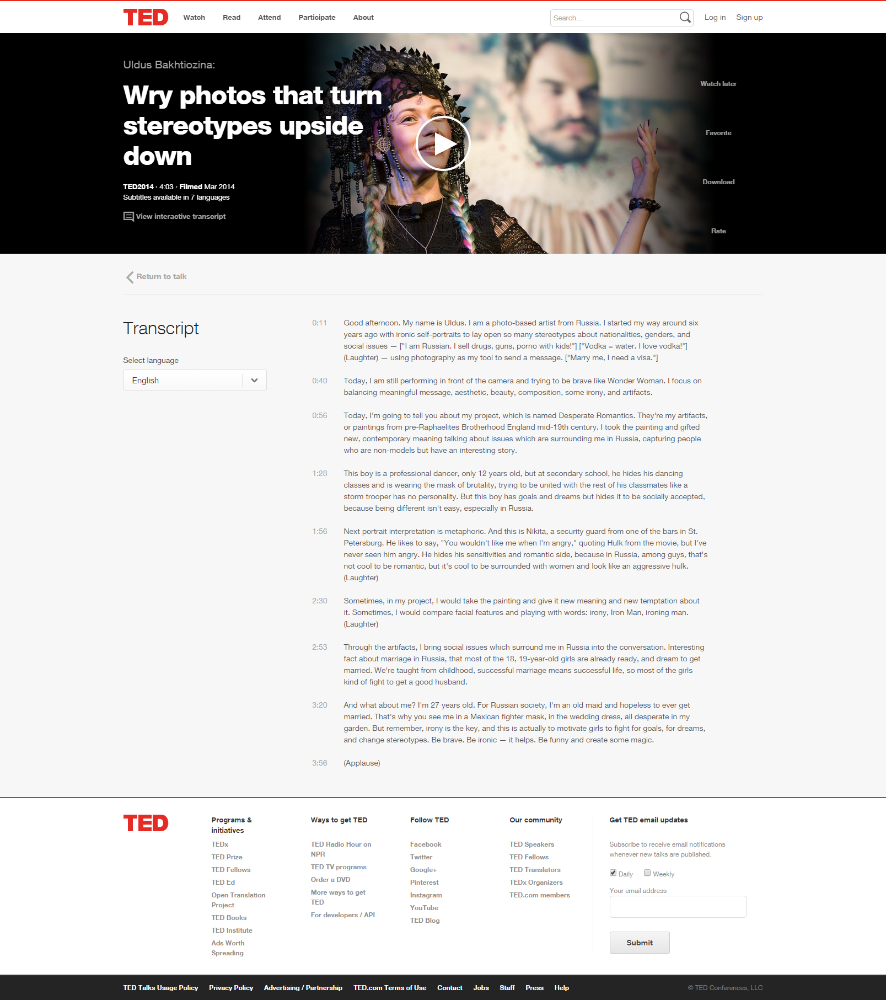 TED
Watch
Read
Attend
Participate
About
Search...
Log in
Sign up
Uldus Bakhtiozina:
Wry photos that turn
stereotypes upside
down
TED2014 · 4:03 · Filmed Mar 2014
Subtitles available in 7 languages
View interactive transcript
Watch later
Favorite
Download
Rate
Return to talk
Transcript
Select language
English
0:11
Good afternoon. My name is Uldus. I am a photo-based artist from Russia. I started my way around six
years ago with ironic self-portraits to lay open so many stereotypes about nationalities, genders, and
social issues — ["I am Russian. I sell drugs, guns, porno with kids!"] ["Vodka = water. I love vodka!"]
(Laughter) — using photography as my tool to send a message. ["Marry me, I need a visa."]
0:40
Today, I am still performing in front of the camera and trying to be brave like Wonder Woman. I focus on
balancing meaningful message, aesthetic, beauty, composition, some irony, and artifacts.
0:56
Today, I'm going to tell you about my project, which is named Desperate Romantics. They're my artifacts,
or paintings from pre-Raphaelites Brotherhood England mid-19th century. I took the painting and gifted
new, contemporary meaning talking about issues which are surrounding me in Russia, capturing people
who are non-models but have an interesting story.
1:28
This boy is a professional dancer, only 12 years old, but at secondary school, he hides his dancing
classes and is wearing the mask of brutality, trying to be united with the rest of his classmates like a
storm trooper has no personality. But this boy has goals and dreams but hides it to be socially accepted,
because being different isn't easy, especially in Russia.
1:56
Next portrait interpretation is metaphoric. And this is Nikita, a security guard from one of the bars in St.
Petersburg. He likes to say, "You wouldn't like me when I'm angry," quoting Hulk from the movie, but I've
never seen him angry. He hides his sensitivities and romantic side, because in Russia, among guys, that's
not cool to be romantic, but it's cool to be surrounded with women and look like an aggressive hulk.
(Laughter)
2:30
Sometimes, in my project, I would take the painting and give it new meaning and new temptation about
it. Sometimes, I would compare facial features and playing with words: irony, Iron Man, ironing man.
(Laughter)
2:53
Through the artifacts, I bring social issues which surround me in Russia into the conversation. Interesting
fact about marriage in Russia, that most of the 18, 19-year-old girls are already ready, and dream to get
married. We're taught from childhood, successful marriage means successful life, so most of the girls
kind of fight to get a good husband.
3:20
And what about me? I'm 27 years old. For Russian society, I'm an old maid and hopeless to ever get
married. That's why you see me in a Mexican fighter mask, in the wedding dress, all desperate in my
garden. But remember, irony is the key, and this is actually to motivate girls to fight for goals, for dreams,
and change stereotypes. Be brave. Be ironic — it helps. Be funny and create some magic.
3:56
(Applause)
TED
Programs &
initiatives
TEDx
TED Prize
TED Fellows
TED Ed
Open Translation
Project
TED Books
TED Institute
Ads Worth
Spreading
Ways to get TED
TED Radio Hour on
NPR
TED TV programs
Order a DVD
More ways to get
TED
For developers / API
Follow TED
Facebook
Twitter
Google+
Pinterest
Instagram
YouTube
TED Blog
Our community
TED Speakers
TED Fellows
TED Translators
TEDx Organizers
TED.com members
Get TED email updates
Subscribe to receive email notifications
whenever new talks are published.
Daily
Weekly
Your email address
Submit
TED Talks Usage Policy
Privacy Policy
Advertising / Partnership
TED.com Terms of Use
Contact
Jobs
Staff
Press
Help
© TED Conferences, LLC